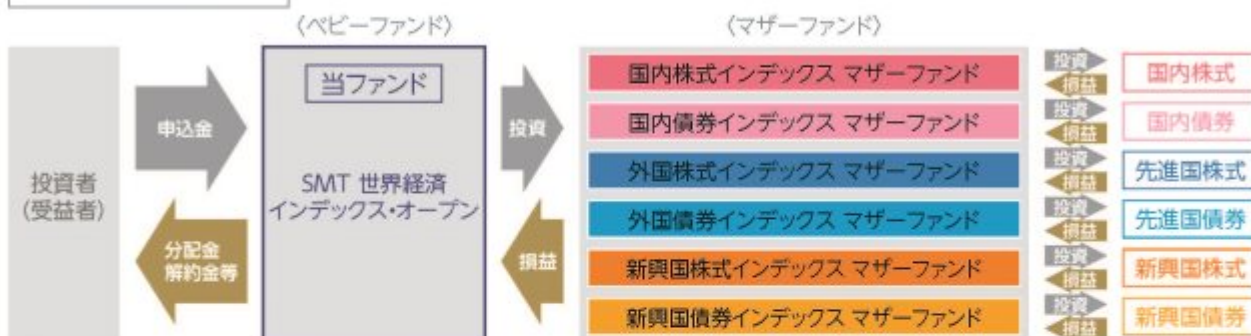 〈ベビーファンド〉
〈マザーファンド〉
投資者
(受益者)
申込金
分配金
解約金等
当ファンド
SMT 世界経済
インデックス・オープン
投資
損益
国内株式インデックス マザーファンド
投資
損益
国内株式
国内債券インデックス マザーファンド
投資
損益
国内債券
外国株式インデックス マザーファンド
投資
損益
先進国株式
外国債券インデックス マザーファンド
投資
損益
先進国債券
新興国株式インデックス マザーファンド
投資
損益
新興国株式
新興国債券インデックス マザーファンド
投資
損益
新興国債券